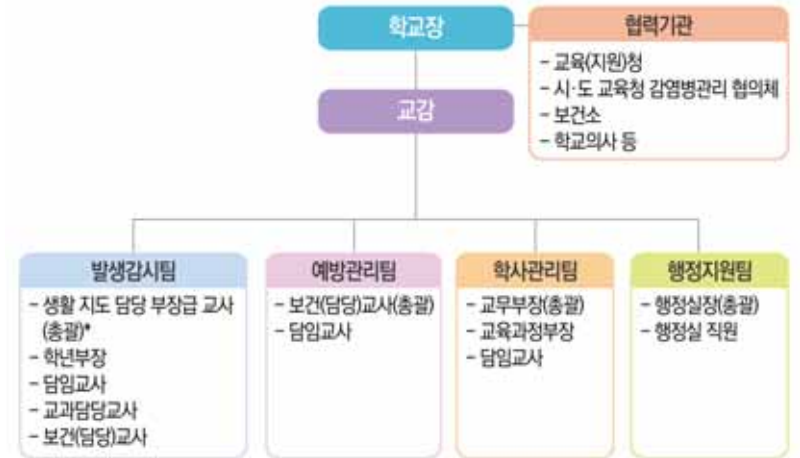 학교장
협력기관
- 교육(지원)청
- 시·도 교육청 감염병관리 협의체
- 보건소
- 학교의사 등
교감
발생감시팀
- 생활 지도 담당 부장급 교사
(총괄)*
- 학년부장
- 담임교사
- 교과담당교사
- 보건(담당)교사
예방관리팀
- 보건(담당)교사(총괄)
- 담임교사
학사관리팀
- 교무부장(총괄)
- 교육과정부장
- 담임교사
행정지원팀
- 행정실장(총괄)
- 행정실 직원